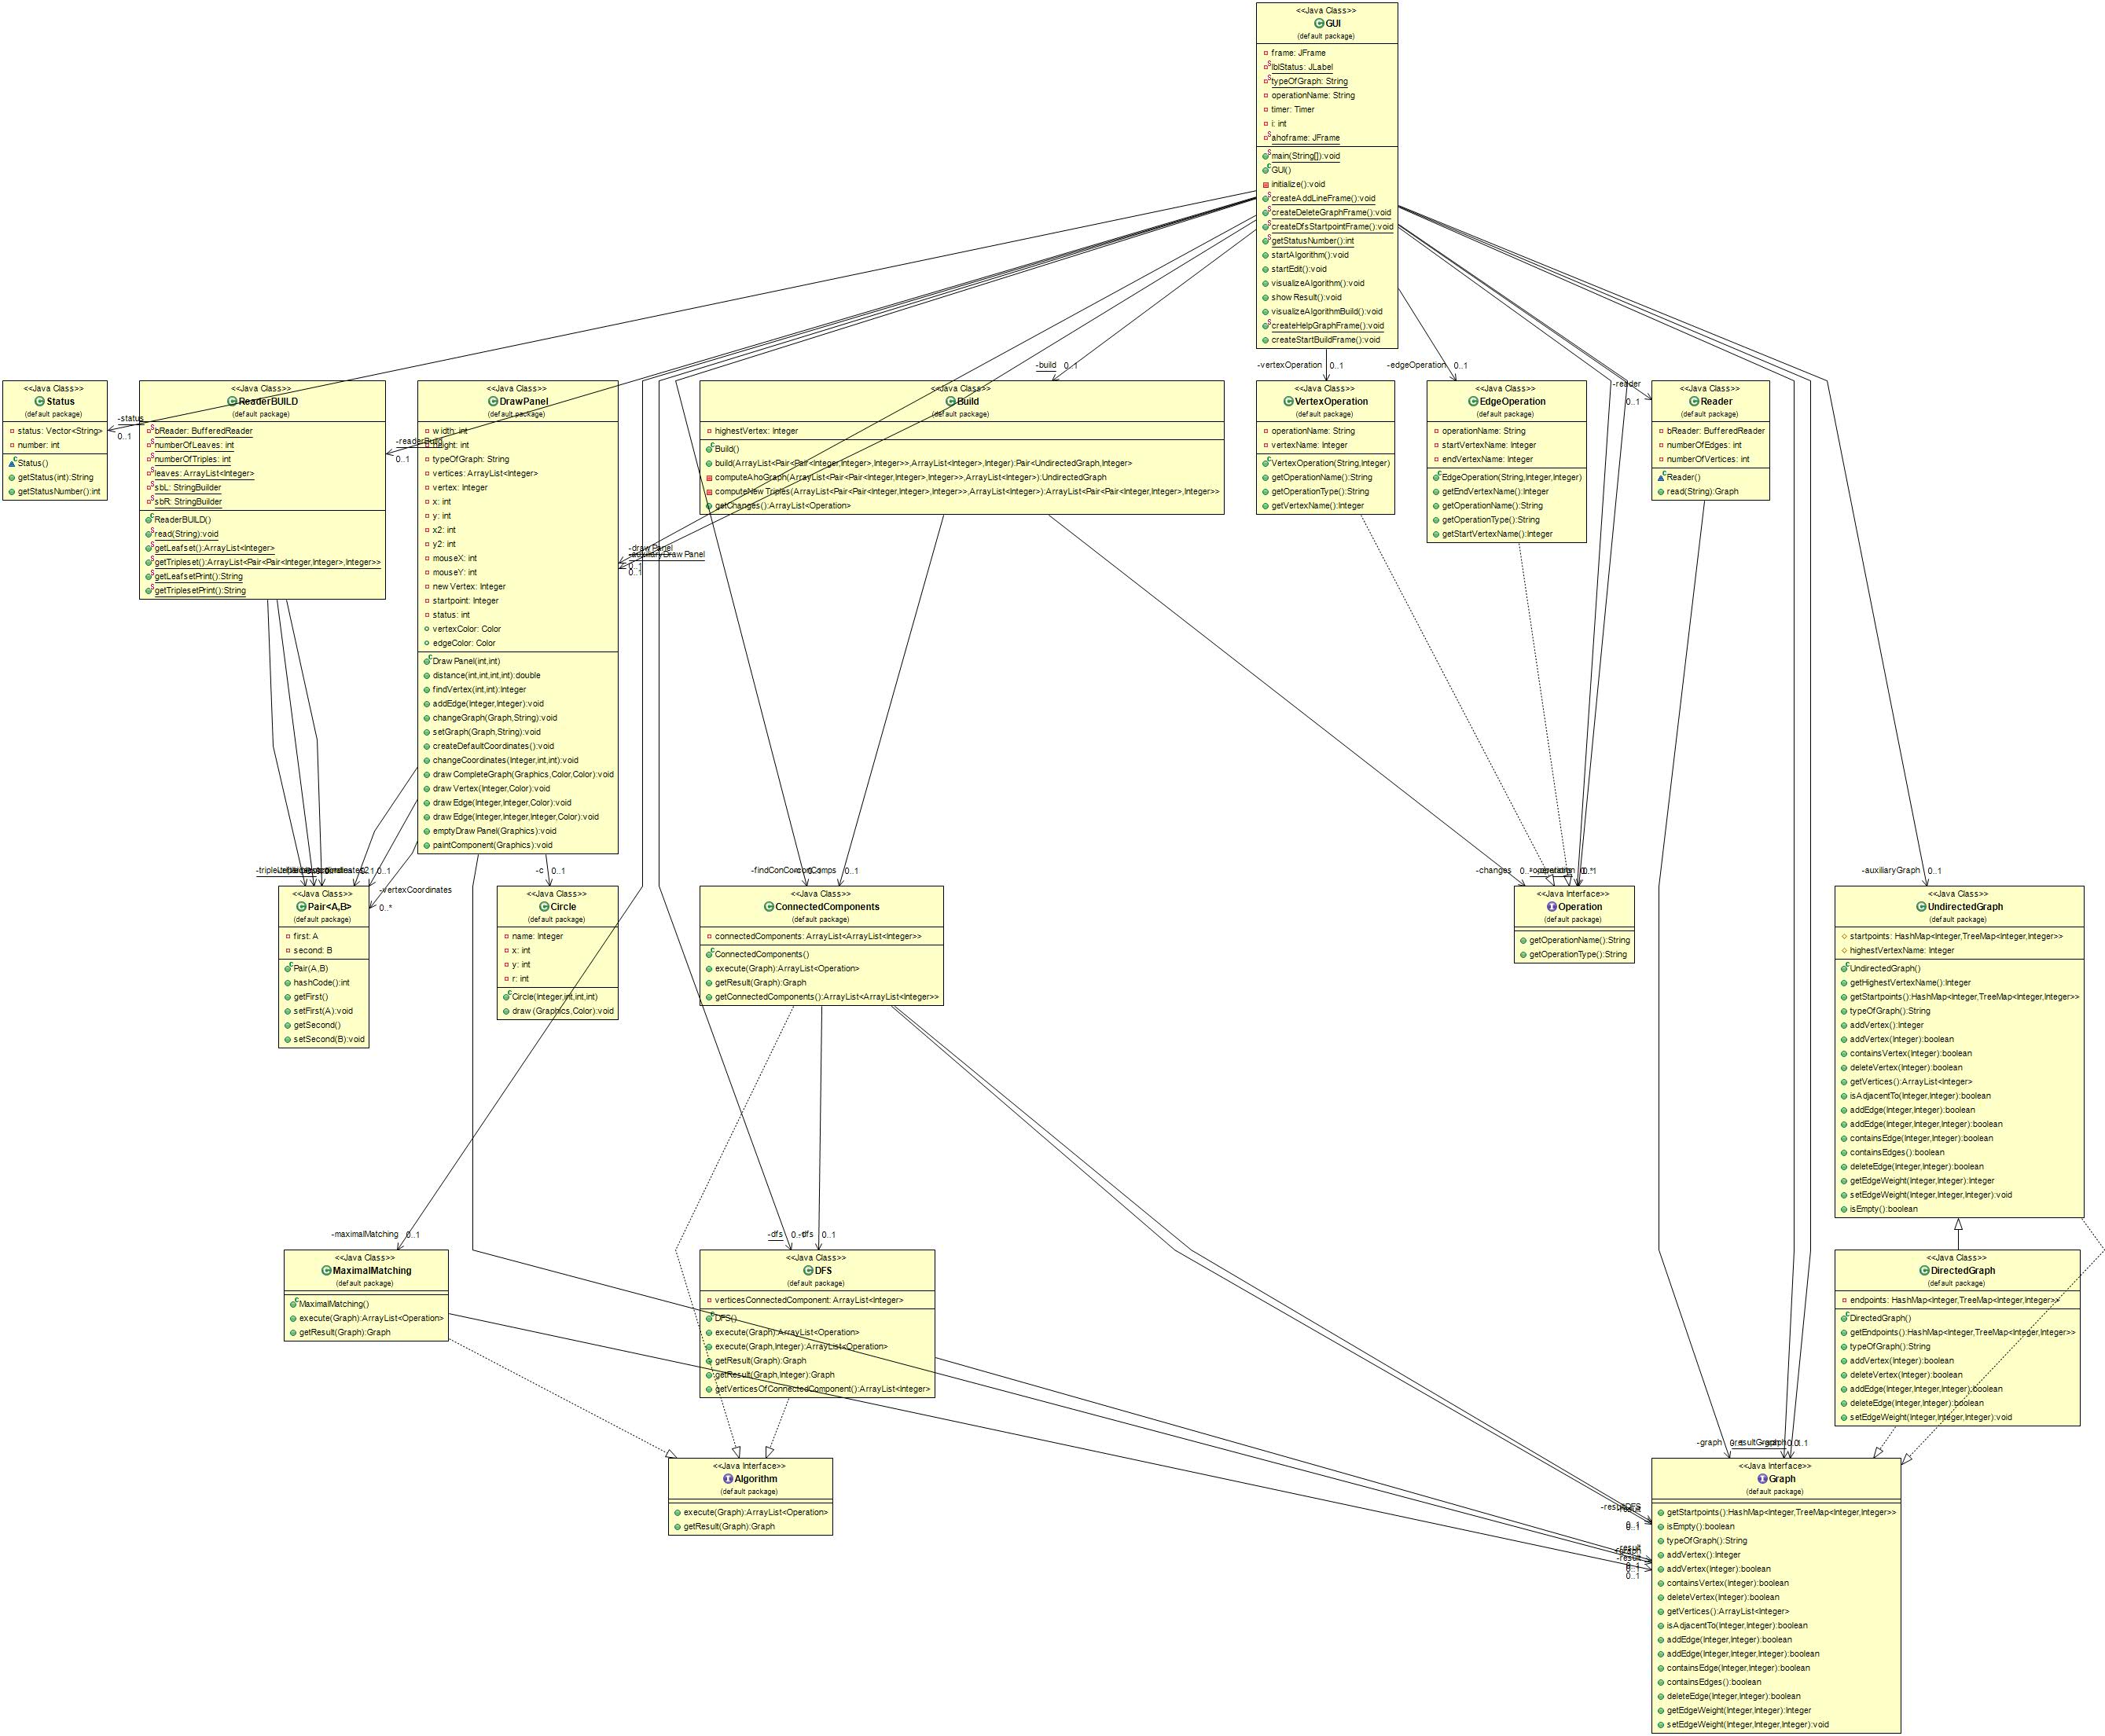 <<Java Class>>
GUI
(default package)
frame: JFrame
lblStatus: JLabel
typeOfGraph: String
operationName: String
timer: Timer
i: int
ahoframe: JFrame
main(String[]):void
GUI()
initialize():void
createAddLineFrame():void
createDeleteGraphFrame():void
createDfsStartpointFrame():void
getStatusNumber():int
startAlgorithm():void
startEdit():void
visualizeAlgorithm():void
showResult():void
visualizeAlgorithmBuild():void
createHelpGraphFrame():void
createStartBuildFrame():void
-build 0..1
-vertexOperation 0..1
-edgeOperation 0..1
-reader
0..1
-status
0..1
-readerBuild
0..1
<<Java Class>>
Status
(default package)
status: Vector<String>
number: int
Status()
getStatus(int):String
getStatusNumber():int
<<Java Class>>
ReaderBUILD
(default package)
bReader: BufferedReader
numberOfLeaves: int
numberOfTriples: int
leaves: ArrayList<Integer>
sbL: StringBuilder
sbR: StringBuilder
ReaderBUILD()
read(String):void
getLeafset():ArrayList<Integer>
getTripleset():ArrayList<Pair<Pair<Integer,Integer>,Integer>>
getLeafsetPrint():String
getTriplesetPrint():String
<<Java Class>>
DrawPanel
(default package)
width: int
height: int
typeOfGraph: String
vertices: ArrayList<Integer>
vertex: Integer
x: int
y: int
x2: int
y2: int
mouseX: int
mouseY: int
newVertex: Integer
startpoint: Integer
status: int
vertexColor: Color
edgeColor: Color
DrawPanel(int,int)
distance(int,int,int,int):double
findVertex(int,int):Integer
addEdge(Integer,Integer):void
changeGraph(Graph,String):void
setGraph(Graph,String):void
createDefaultCoordinates():void
changeCoordinates(Integer,int,int):void
drawCompleteGraph(Graphics,Color,Color):void
drawVertex(Integer,Color):void
drawEdge(Integer,Integer,Color):void
drawEdge(Integer,Integer,Integer,Color):void
emptyDrawPanel(Graphics):void
paintComponent(Graphics):void
<<Java Class>>
Build
(default package)
highestVertex: Integer
Build()
build(ArrayList<Pair<Pair<Integer,Integer>,Integer>>,ArrayList<Integer>,Integer):Pair<UndirectedGraph,Integer>
computeAhoGraph(ArrayList<Pair<Pair<Integer,Integer>,Integer>>,ArrayList<Integer>):UndirectedGraph
computeNewTriples(ArrayList<Pair<Pair<Integer,Integer>,Integer>>,ArrayList<Integer>):ArrayList<Pair<Pair<Integer,Integer>,Integer>>
getChanges():ArrayList<Operation>
<<Java Class>>
VertexOperation
(default package)
operationName: String
vertexName: Integer
VertexOperation(String,Integer)
getOperationName():String
getOperationType():String
getVertexName():Integer
<<Java Class>>
EdgeOperation
(default package)
operationName: String
startVertexName: Integer
endVertexName: Integer
EdgeOperation(String,Integer,Integer)
getEndVertexName():Integer
getOperationName():String
getOperationType():String
getStartVertexName():Integer
<<Java Class>>
Reader
(default package)
bReader: BufferedReader
numberOfEdges: int
numberOfVertices: int
Reader()
read(String):Graph
-drawPanel
-auxiliaryDrawPanel
0..1
0..1
-vertexCoordinates
0..*
-c 0..1
-findConComps 0..1
-changes 0..*
-auxiliaryGraph 0..1
<<Java Class>>
Pair<A,B>
(default package)
first: A
second: B
Pair(A,B)
hashCode():int
getFirst()
setFirst(A):void
getSecond()
setSecond(B):void
<<Java Class>>
Circle
(default package)
name: Integer
x: int
y: int
r: int
Circle(Integer,int,int,int)
draw(Graphics,Color):void
<<Java Class>>
ConnectedComponents
(default package)
connectedComponents: ArrayList<ArrayList<Integer>>
ConnectedComponents()
execute(Graph):ArrayList<Operation>
getResult(Graph):Graph
getConnectedComponents():ArrayList<ArrayList<Integer>>
<<Java Interface>>
Operation
(default package)
getOperationName():String
getOperationType():String
<<Java Class>>
UndirectedGraph
(default package)
startpoints: HashMap<Integer,TreeMap<Integer,Integer>>
highestVertexName: Integer
UndirectedGraph()
getHighestVertexName():Integer
getStartpoints():HashMap<Integer,TreeMap<Integer,Integer>>
typeOfGraph():String
addVertex():Integer
addVertex(Integer):boolean
containsVertex(Integer):boolean
deleteVertex(Integer):boolean
getVertices():ArrayList<Integer>
isAdjacentTo(Integer,Integer):boolean
addEdge(Integer,Integer):boolean
addEdge(Integer,Integer,Integer):boolean
containsEdge(Integer,Integer):boolean
containsEdges():boolean
deleteEdge(Integer,Integer):boolean
getEdgeWeight(Integer,Integer):Integer
setEdgeWeight(Integer,Integer,Integer):void
isEmpty():boolean
-maximalMatching 0..1
-dfs
-dfs 0..1
<<Java Class>>
MaximalMatching
(default package)
MaximalMatching()
execute(Graph):ArrayList<Operation>
getResult(Graph):Graph
<<Java Class>>
DFS
(default package)
verticesConnectedComponent: ArrayList<Integer>
DFS()
execute(Graph):ArrayList<Operation>
execute(Graph,Integer):ArrayList<Operation>
getResult(Graph):Graph
getResult(Graph,Integer):Graph
getVerticesOfConnectedComponent():ArrayList<Integer>
<<Java Class>>
DirectedGraph
(default package)
endpoints: HashMap<Integer,TreeMap<Integer,Integer>>
DirectedGraph()
getEndpoints():HashMap<Integer,TreeMap<Integer,Integer>>
typeOfGraph():String
addVertex(Integer):boolean
deleteVertex(Integer):boolean
addEdge(Integer,Integer,Integer):boolean
deleteEdge(Integer,Integer):boolean
setEdgeWeight(Integer,Integer,Integer):void
-graph
-resultGraph
0..1
<<Java Interface>>
Algorithm
(default package)
execute(Graph):ArrayList<Operation>
getResult(Graph):Graph
-resultDFS
0..1
-result
-graph
-result
0..1
<<Java Interface>>
Graph
(default package)
getStartpoints():HashMap<Integer,TreeMap<Integer,Integer>>
isEmpty():boolean
typeOfGraph():String
addVertex():Integer
addVertex(Integer):boolean
containsVertex(Integer):boolean
deleteVertex(Integer):boolean
getVertices():ArrayList<Integer>
isAdjacentTo(Integer,Integer):boolean
addEdge(Integer,Integer):boolean
addEdge(Integer,Integer,Integer):boolean
containsEdge(Integer,Integer):boolean
containsEdges():boolean
deleteEdge(Integer,Integer):boolean
getEdgeWeight(Integer,Integer):Integer
setEdgeWeight(Integer,Integer,Integer):void